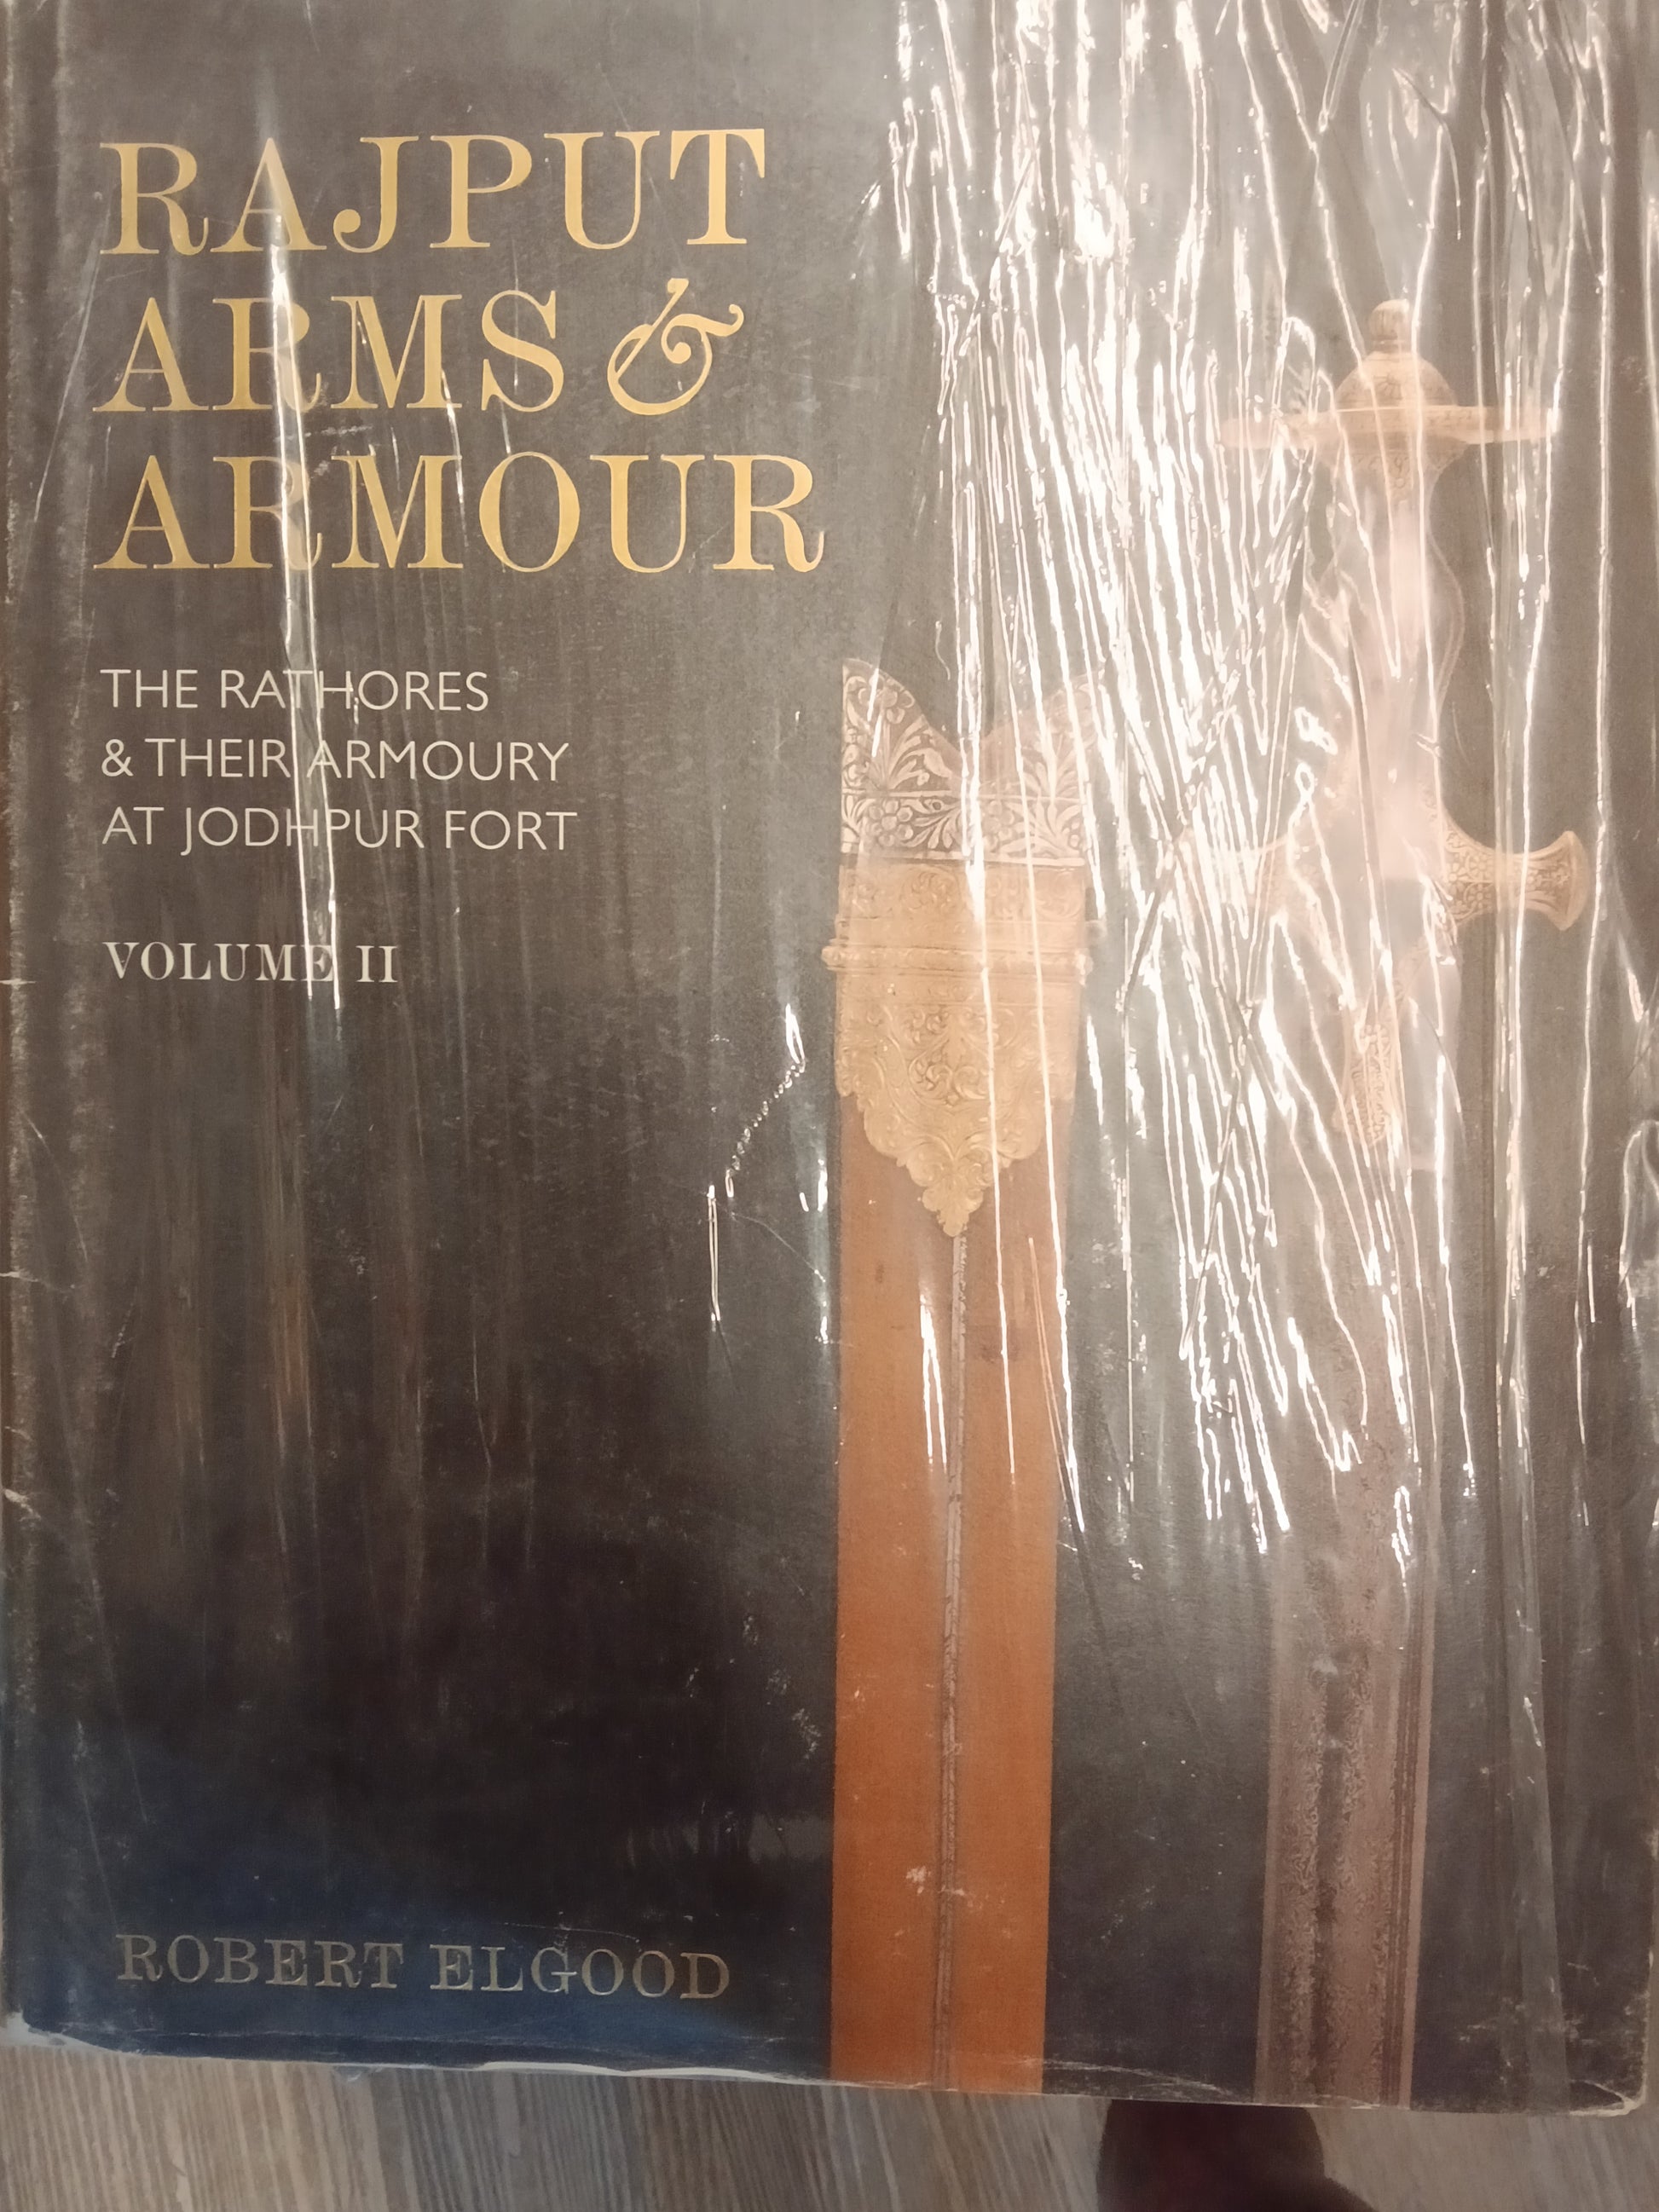 RAJPUT
ARMS &
ARMOUR
THE RATHORES
& THEIR ARMOURY
AT JODHPUR FORT
VOLUME II
ROBERT ELGOOD